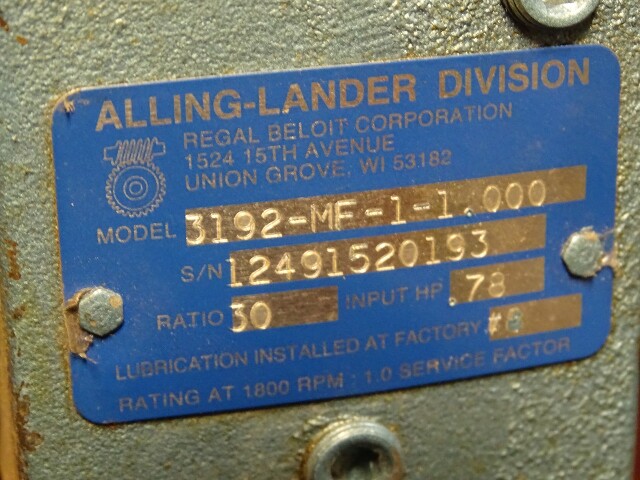 ALLING-LANDER DIVISION
REGAL BELOIT CORPORATION
1524 15TH AVENUE
UNION GROVE, WI 53182
MODEL 3192-MF-1-1.000
S/N 12491520193
RATIO 30 INPUT HP .78
LUBRICATION INSTALLED AT FACTORY
RATING AT 1800 RPM : 1.0 SERVICE FACTOR